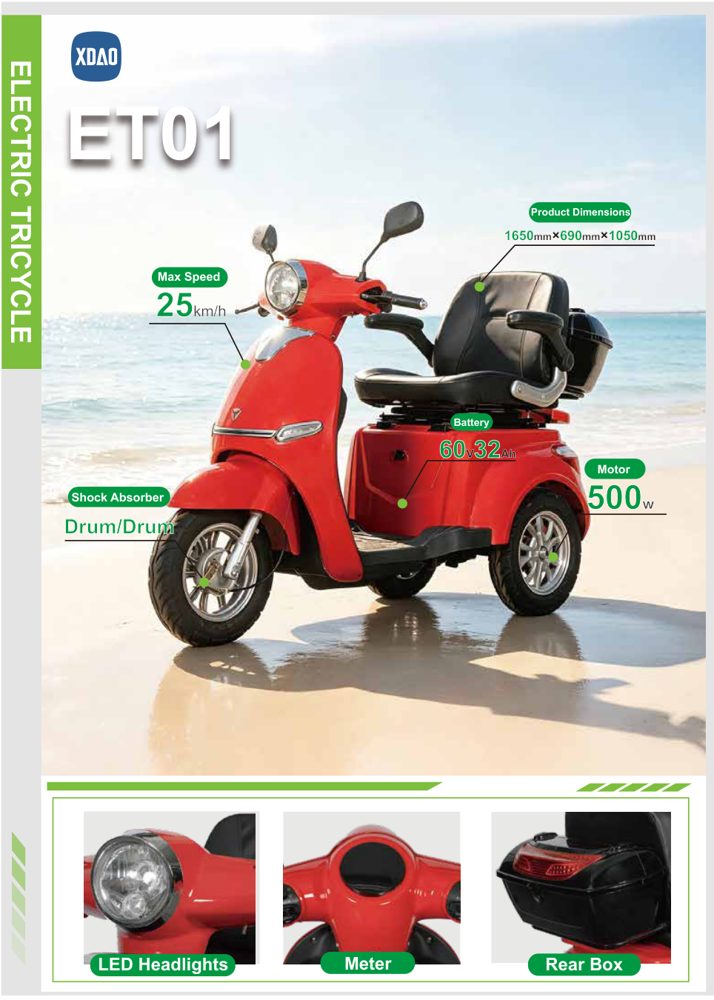 ELECTRIC TRICYCLE
XDAO
ET01
Product Dimensions
1650mm×690mm×1050mm
Max Speed
25km/h
Battery
60V32Ah
Motor
500w
Shock Absorber
Drum/Drum
LED Headlights
Meter
Rear Box